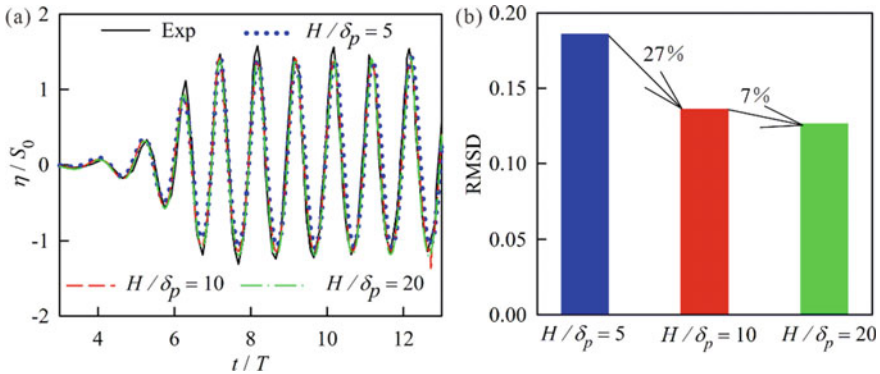 (a)
Exp
H / δp = 5
H / δp = 10
H / δp = 20
2
1
0
-1
-2
η / S0
4
6
8
10
12
t / T
(b)
0.20
0.15
0.10
0.05
0.00
RMSD
27%
7%
H / δp = 5
H / δp = 10
H / δp = 20